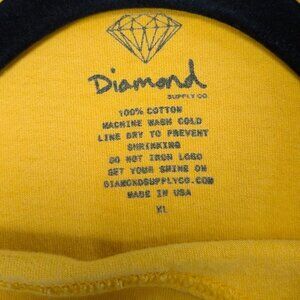 Diamond
SUPPLY CO.
100% COTTON
MACHINE WASH COLD
LINE DRY TO PREVENT
SHRINKING
DO NOT IRON LOGO
GET YOUR SHINE ON
DIAMONDSUPPLYCO.COM
MADE IN USA
XL